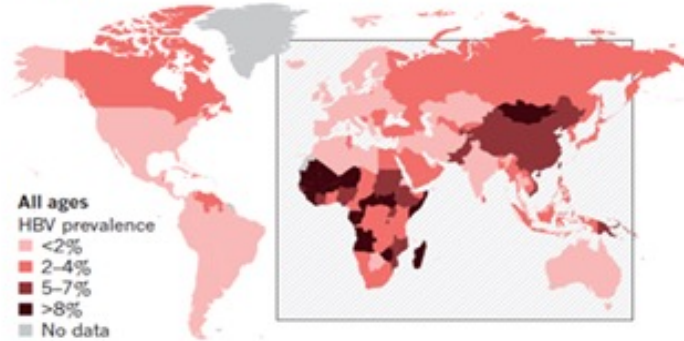 All ages
HBV prevalence
<2%
2–4%
5–7%
>8%
No data